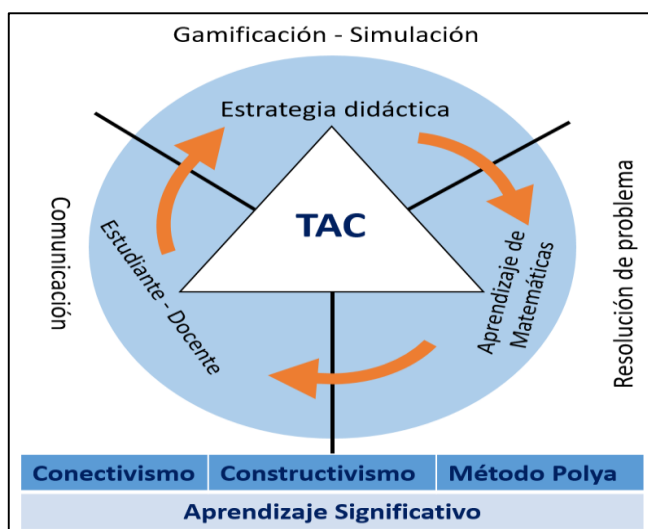 Gamificación - Simulación
Estrategia didáctica
TAC
Comunicación
Estudiante - Docente
Aprendizaje de
Matemáticas
Resolución de problema
Conectivismo
Constructivismo
Método Polya
Aprendizaje Significativo